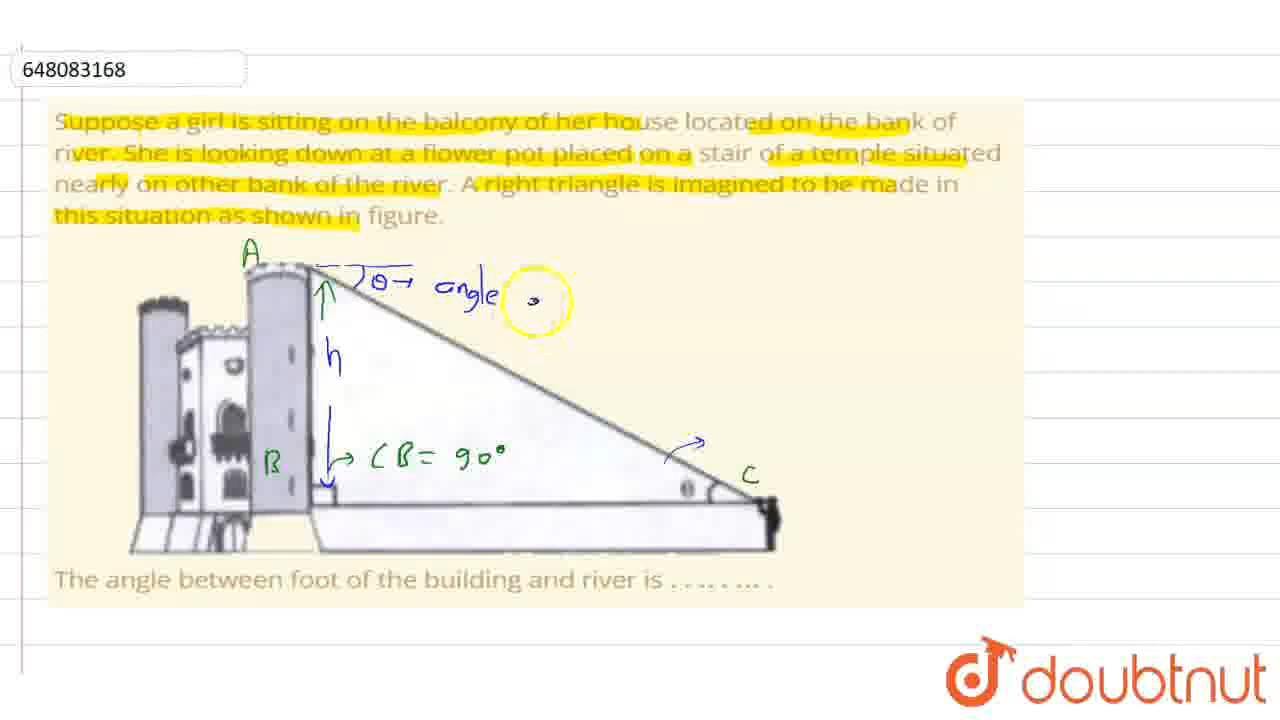 648083168
Suppose a girl is sitting on the balcony of her house located on the bank of
river. She is looking down at a flower pot placed on a stair of a temple situated
nearly on other bank of the river. A right triangle is imagined to be made in
this situation as shown in figure.
A
θ → angle
h
B
∠B = 90°
θ
C
The angle between foot of the building and river is . . . . . ... .
doubtnut